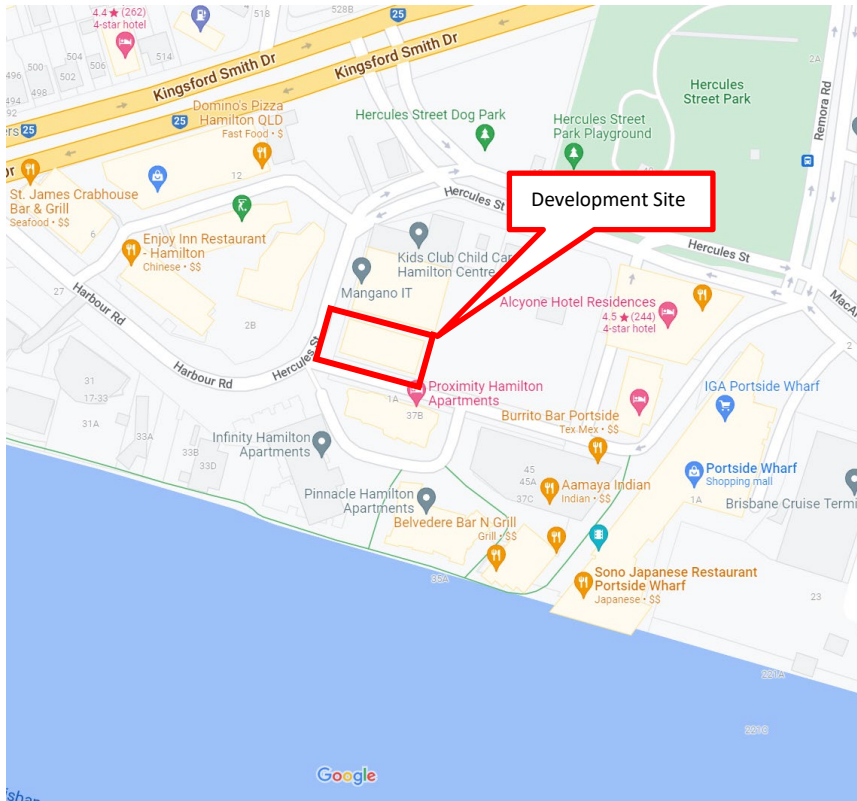 4.4★ (262)
4-star hotel
518
528B
25
2A
504
506
514
496
500
502
Kingsford Smith Dr
Kingsford Smith Dr
Hercules
Street Park
494
498
492
Remora Rd
Domino's Pizza
Hamilton QLD
Fast Food • $
Hercules Street Dog Park
Hercules Street
Park Playground
25
25
12
St. James Crabhouse
Bar & Grill
Seafood • $$
Development Site
Hercules St
6
Enjoy Inn Restaurant
- Hamilton
Chinese • $$
Kids Club Child Car
Hamilton Centre
Hercules St
27
Harbour Rd
Mangano IT
Alcyone Hotel Residences
4.5★ (244)
4-star hotel
MacAr
2B
Hercules St
2
Harbour Rd
31
17-33
31A
Proximity Hamilton
Apartments
IGA Portside Wharf
1A
37B
Burrito Bar Portside
Tex Mex • $$
33A
Infinity Hamilton
Apartments
33B
33D
45
45A
37C
Aamaya Indian
Indian • $$
Portside Wharf
Shopping mall
1A
Pinnacle Hamilton
Apartments
Brisbane Cruise Termi
Belvedere Bar N Grill
Grill • $$
35A
Sono Japanese Restaurant
Portside Wharf
Japanese • $$
23
221A
221C
Google
isba